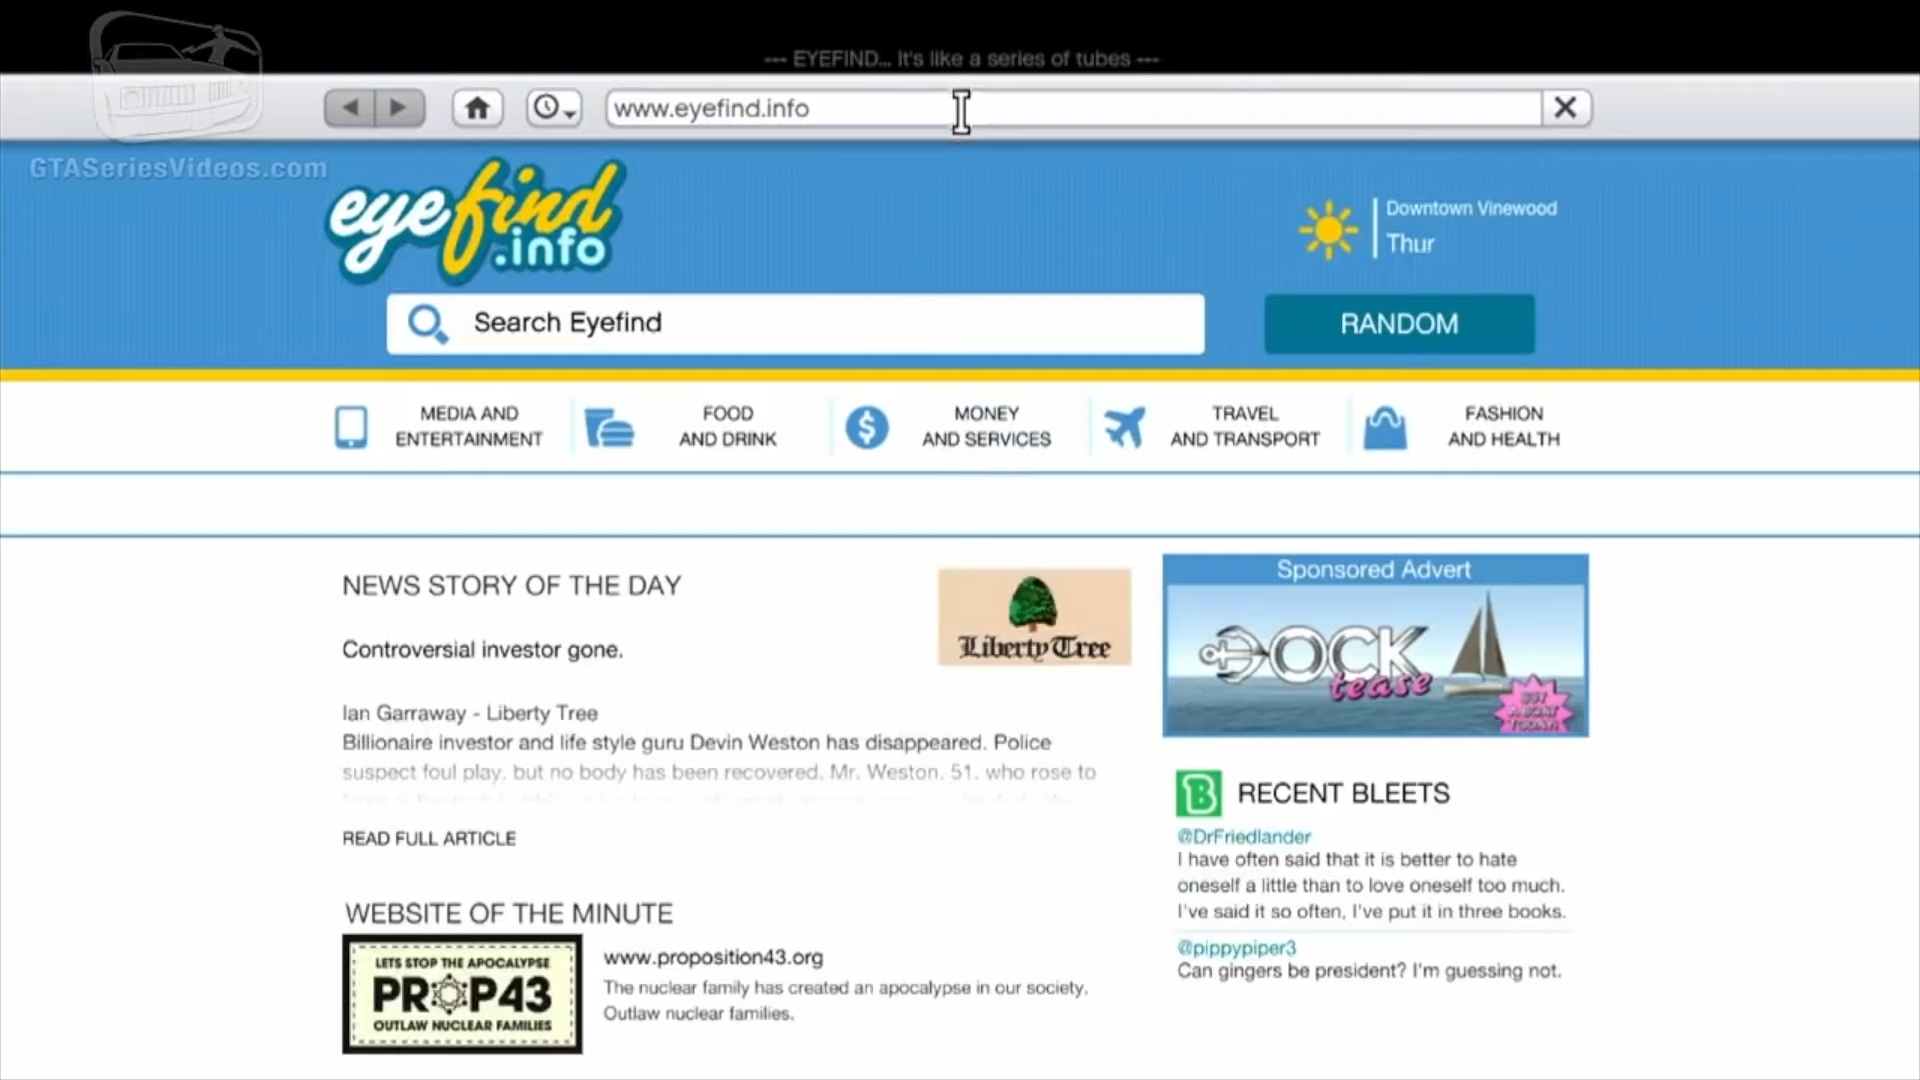 --- EYEFIND... It's like a series of tubes ---
www.eyefind.info
GTASeriesVideos.com
eyefind
.info
Downtown Vinewood
Thur
Search Eyefind
RANDOM
MEDIA AND
ENTERTAINMENT
FOOD
AND DRINK
MONEY
AND SERVICES
TRAVEL
AND TRANSPORT
FASHION
AND HEALTH
NEWS STORY OF THE DAY
Controversial investor gone.
Liberty Tree
Ian Garraway - Liberty Tree
Billionaire investor and life style guru Devin Weston has disappeared. Police
suspect foul play, but no body has been recovered. Mr. Weston, 51, who rose to
READ FULL ARTICLE
WEBSITE OF THE MINUTE
LETS STOP THE APOCALYPSE
PROP43
OUTLAW NUCLEAR FAMILIES
www.proposition43.org
The nuclear family has created an apocalypse in our society.
Outlaw nuclear families.
Sponsored Advert
DOCK
tease
BUY
A BOAT
TODAY!
B
RECENT BLEETS
@DrFriedlander
I have often said that it is better to hate
oneself a little than to love oneself too much.
I've said it so often, I've put it in three books.
@pippypiper3
Can gingers be president? I'm guessing not.